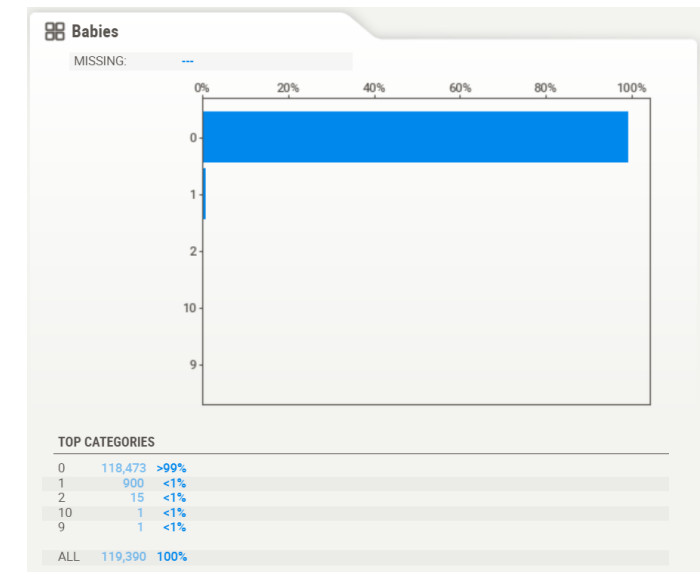 Babies
MISSING: ---
0% 20% 40% 60% 80% 100%
0
1
2
10
9
TOP CATEGORIES
0 118,473 >99%
1 900 <1%
2 15 <1%
10 1 <1%
9 1 <1%
ALL 119,390 100%